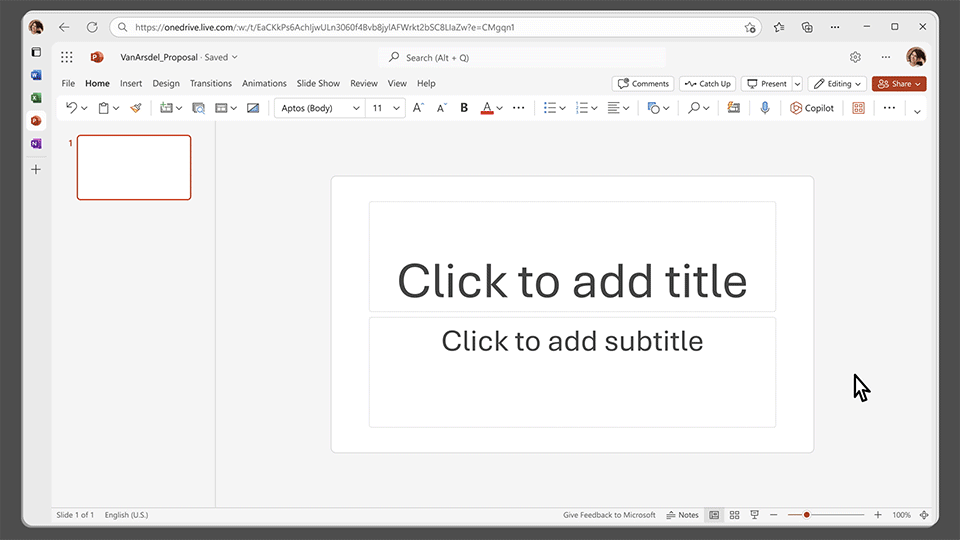 https://onedrive.live.com/:w:/t/EaCKkPs6AchIjwULn3060f48vb8jylAFWrkt2bSC8LIaZw?e=CMgqn1
VanArsdel_Proposal · Saved
Search (Alt + Q)
File Home Insert Design Transitions Animations Slide Show Review View Help
Comments Catch Up Present Editing Share
Aptos (Body) 11 A A B A Copilot
1
Click to add title
Click to add subtitle
Slide 1 of 1 English (U.S.) Give Feedback to Microsoft Notes 100%